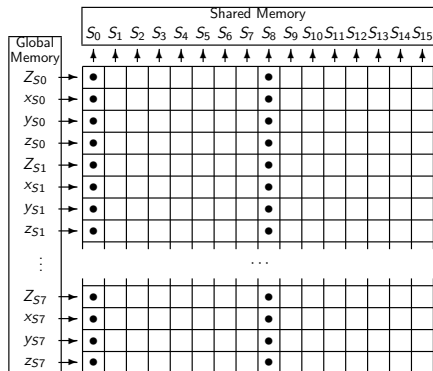 Shared Memory
S0 S1 S2 S3 S4 S5 S6 S7 S8 S9 S10 S11 S12 S13 S14 S15
Global
Memory
ZS0
xS0
yS0
zS0
ZS1
xS1
yS1
zS1
⋮ ···
ZS7
xS7
yS7
zS7